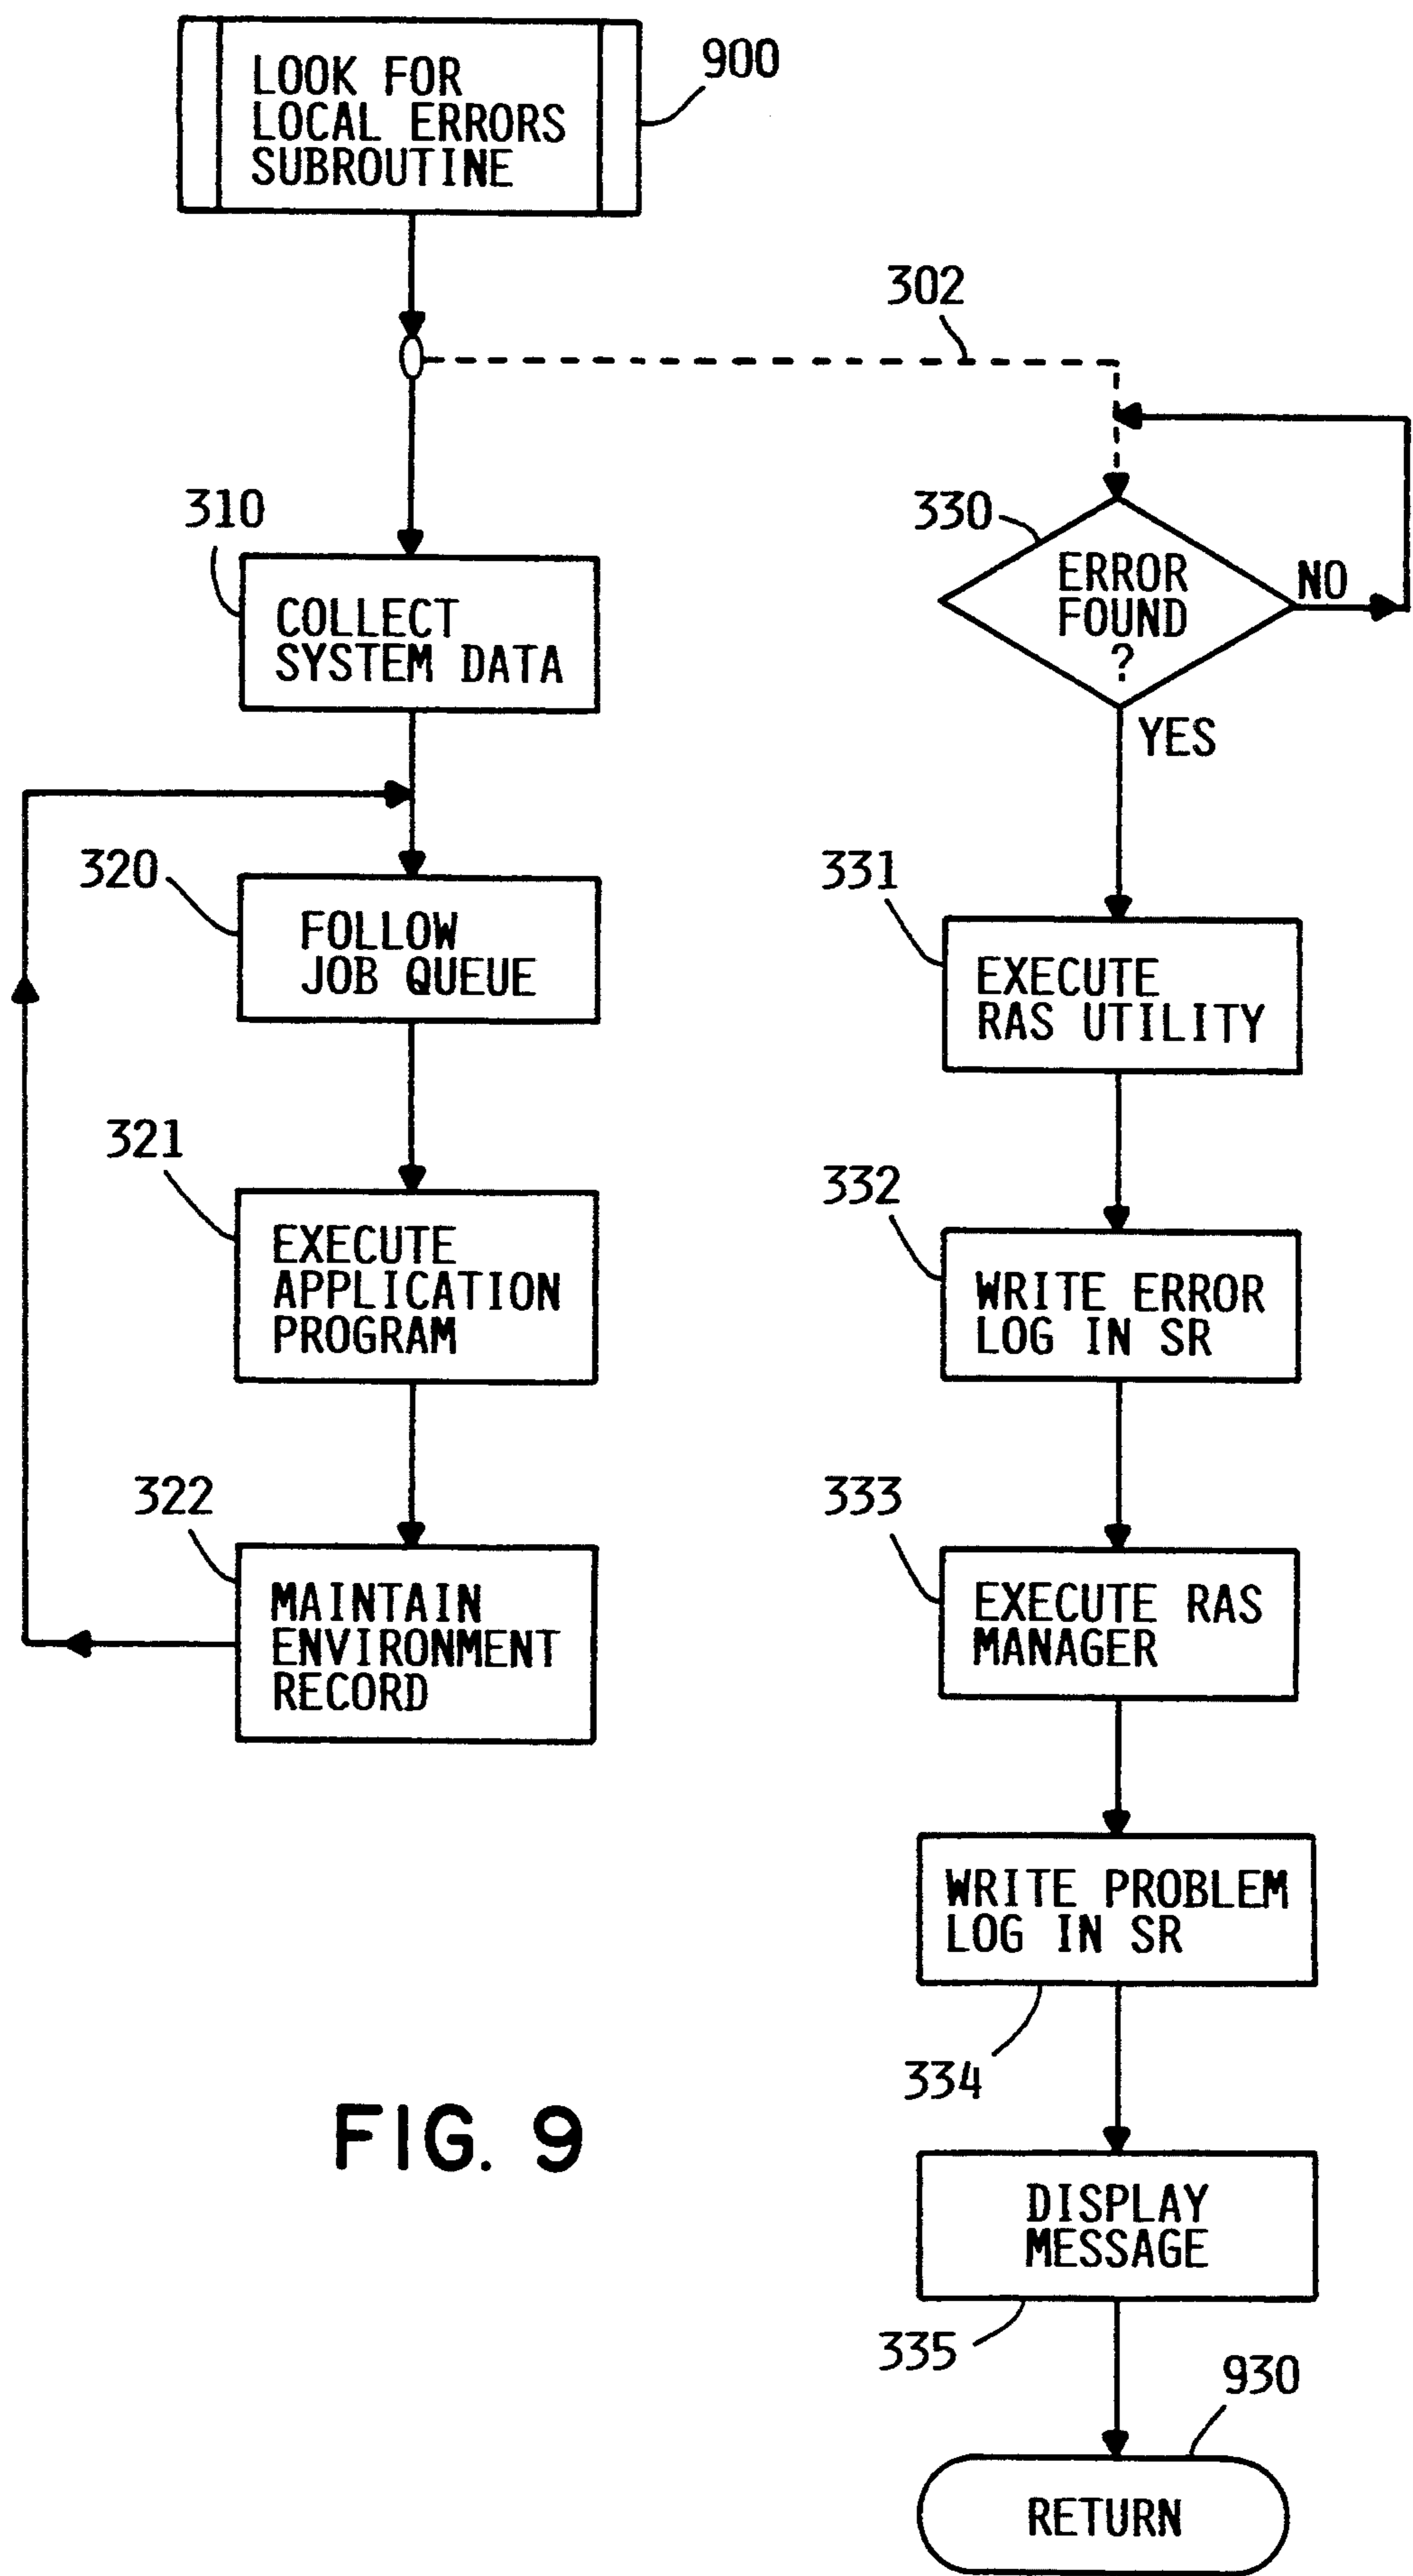 LOOK FOR
LOCAL ERRORS
SUBROUTINE
900
302
310
COLLECT
SYSTEM DATA
320
FOLLOW
JOB QUEUE
321
EXECUTE
APPLICATION
PROGRAM
322
MAINTAIN
ENVIRONMENT
RECORD
330
ERROR
FOUND
?
NO
YES
331
EXECUTE
RAS UTILITY
332
WRITE ERROR
LOG IN SR
333
EXECUTE RAS
MANAGER
WRITE PROBLEM
LOG IN SR
334
DISPLAY
MESSAGE
335
930
RETURN
FIG. 9